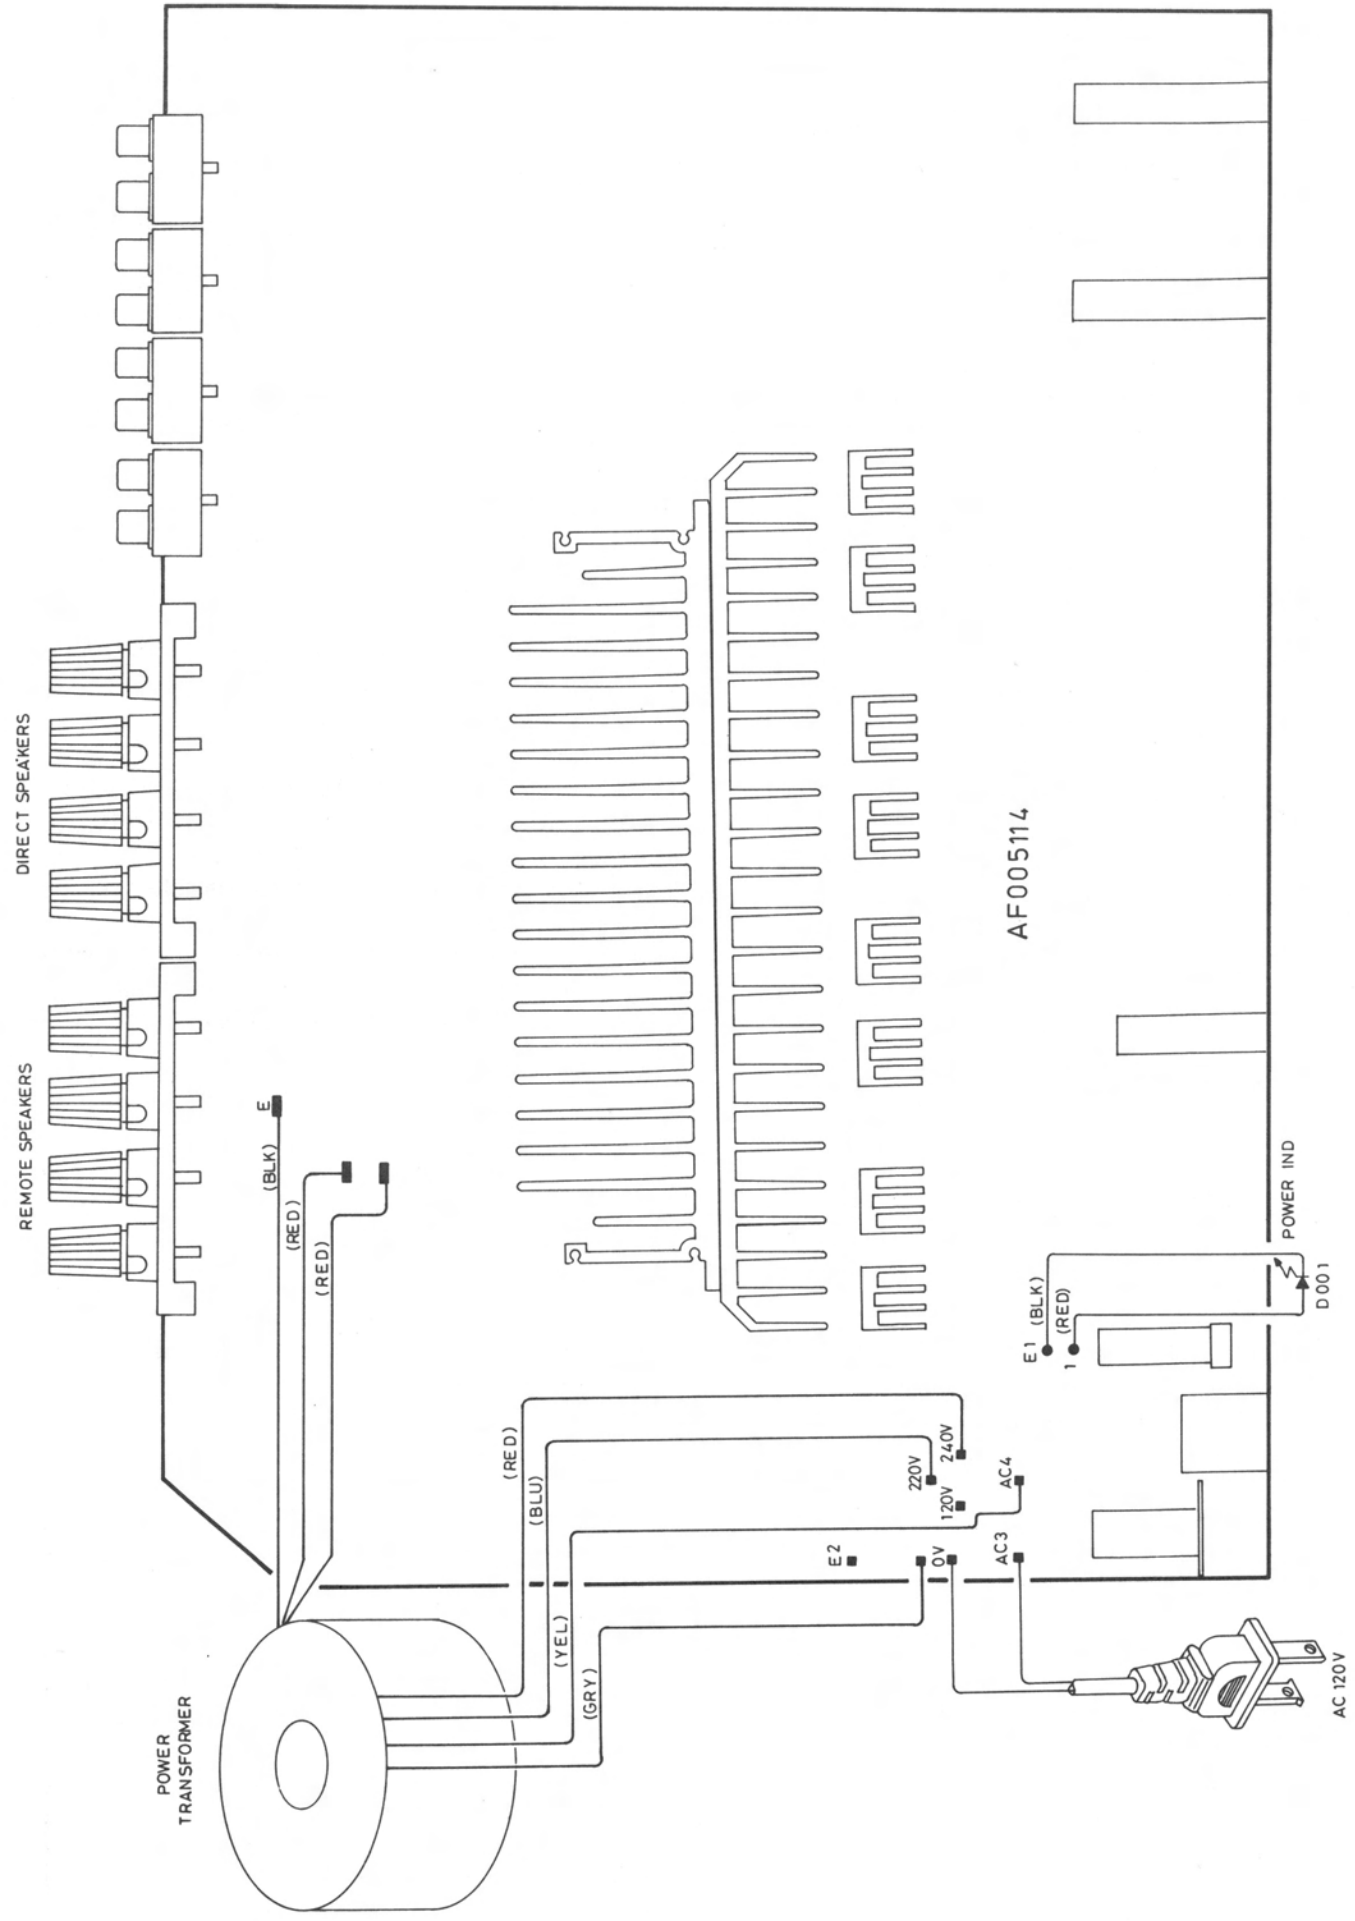 DIRECT SPEAKERS
REMOTE SPEAKERS
E
(BLK)
(RED)
(RED)
AF005114
POWER IND
D001
E1
(BLK)
1
(RED)
(RED)
(BLU)
(YEL)
(GRY)
220V
240V
120V
AC4
E2
0V
AC3
POWER
TRANSFORMER
AC 120V